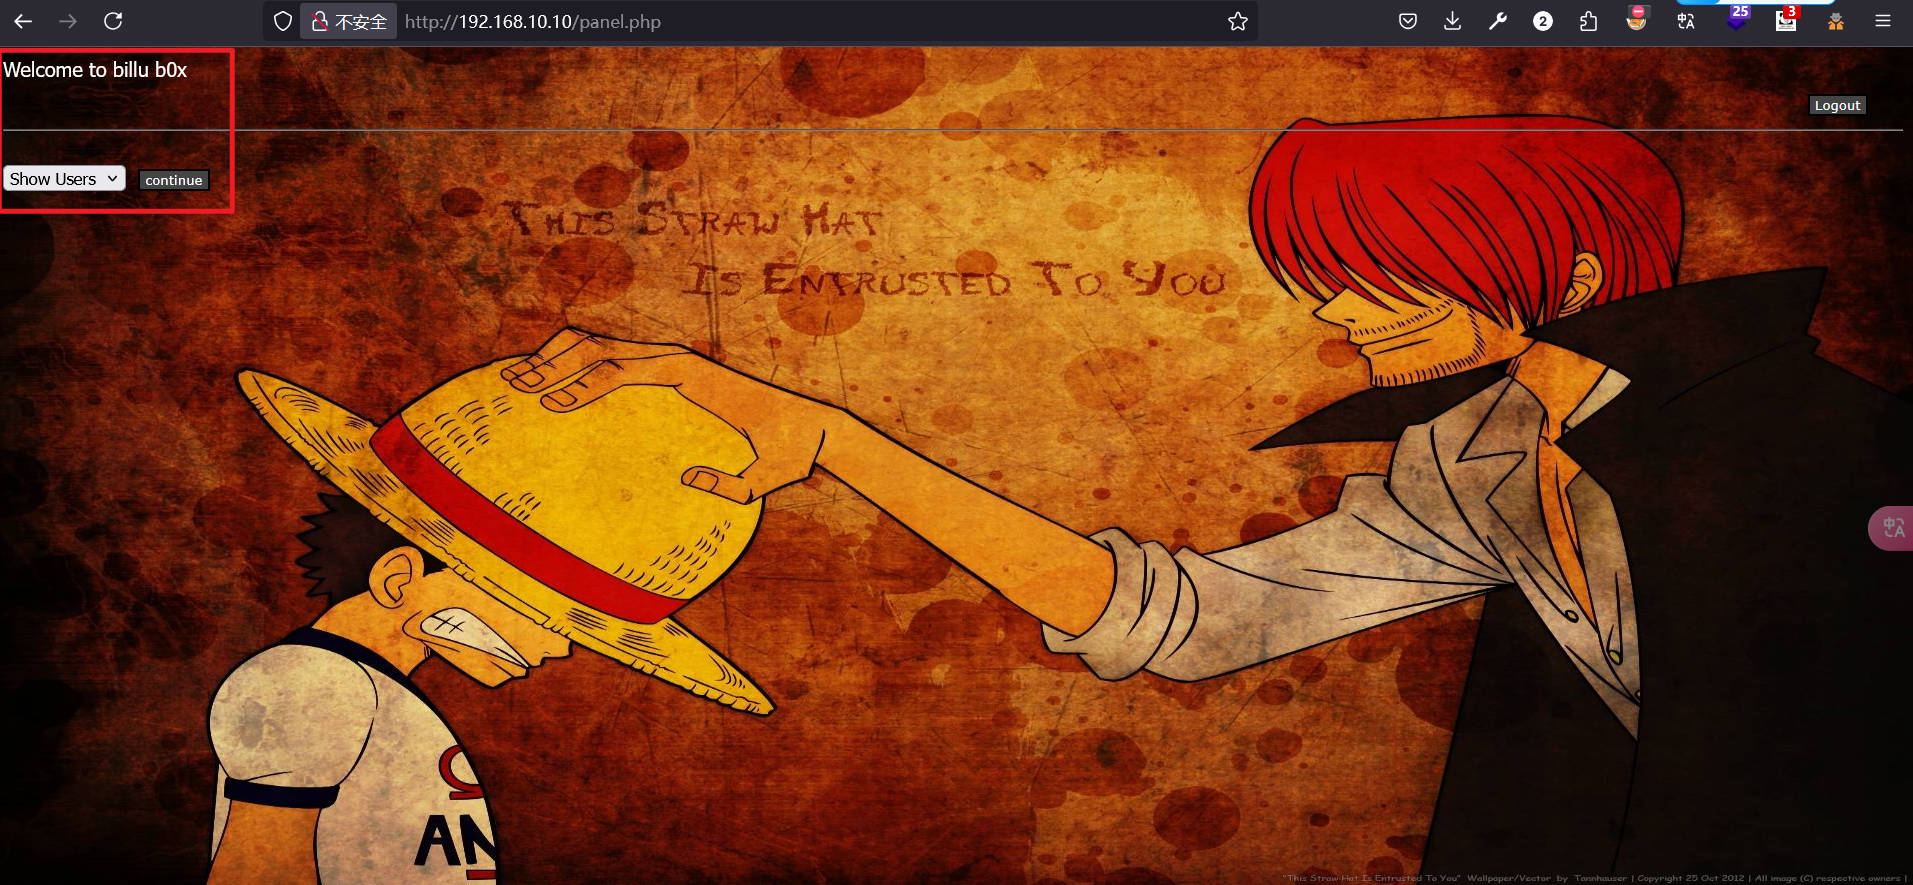 不安全 http://192.168.10.10/panel.php
2
25
3
Welcome to billu b0x
Logout
Show Users continue
This Straw Hat
Is Entrusted To You
AN
"This Straw Hat Is Entrusted To You" Wallpaper/Vector by Tannhauser | Copyright 25 Oct 2012 | All image (C) respective owners |